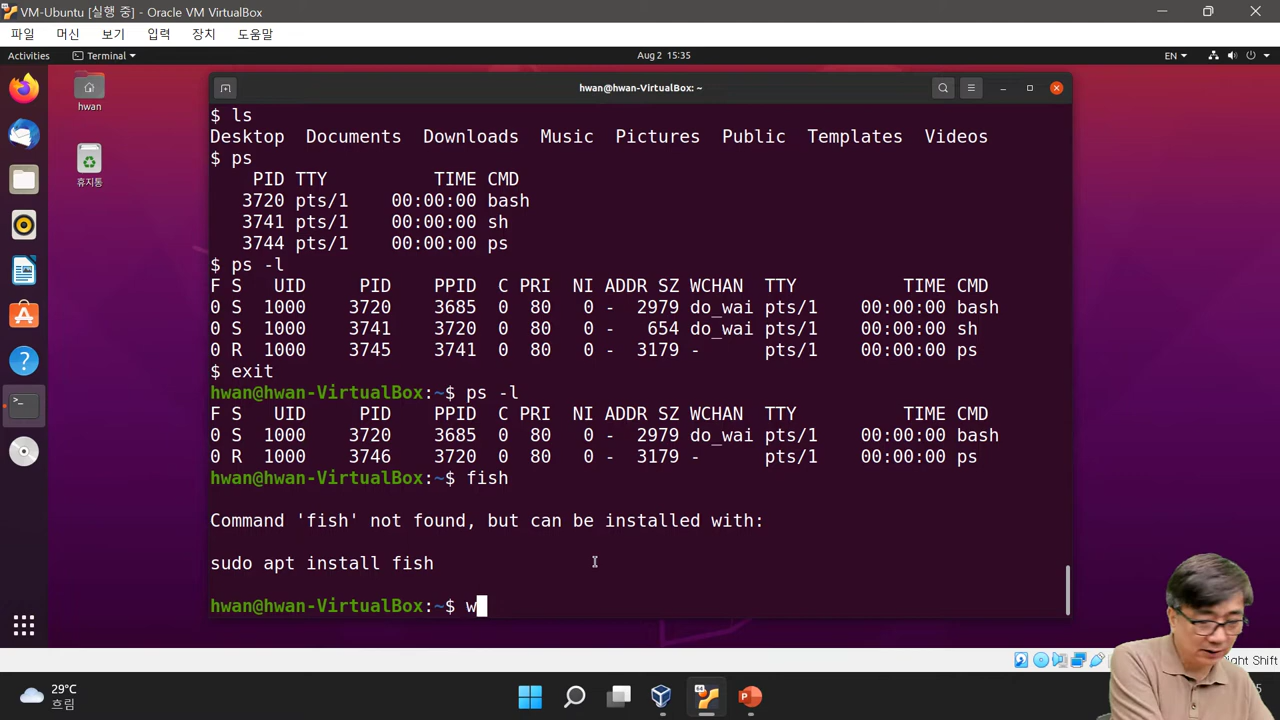 VM-Ubuntu [실행 중] - Oracle VM VirtualBox
파일 머신 보기 입력 장치 도움말
Activities Terminal Aug 2 15:35 EN
hwan@hwan-VirtualBox: ~
hwan
휴지통
$ ls
Desktop Documents Downloads Music Pictures Public Templates Videos
$ ps
PID TTY TIME CMD
3720 pts/1 00:00:00 bash
3741 pts/1 00:00:00 sh
3744 pts/1 00:00:00 ps
$ ps -l
F S UID PID PPID C PRI NI ADDR SZ WCHAN TTY TIME CMD
0 S 1000 3720 3685 0 80 0 - 2979 do_wai pts/1 00:00:00 bash
0 S 1000 3741 3720 0 80 0 - 654 do_wai pts/1 00:00:00 sh
0 R 1000 3745 3741 0 80 0 - 3179 - pts/1 00:00:00 ps
$ exit
hwan@hwan-VirtualBox:~$ ps -l
F S UID PID PPID C PRI NI ADDR SZ WCHAN TTY TIME CMD
0 S 1000 3720 3685 0 80 0 - 2979 do_wai pts/1 00:00:00 bash
0 R 1000 3746 3720 0 80 0 - 3179 - pts/1 00:00:00 ps
hwan@hwan-VirtualBox:~$ fish
Command 'fish' not found, but can be installed with:
sudo apt install fish
hwan@hwan-VirtualBox:~$ w
Right Shift
29°C
흐림